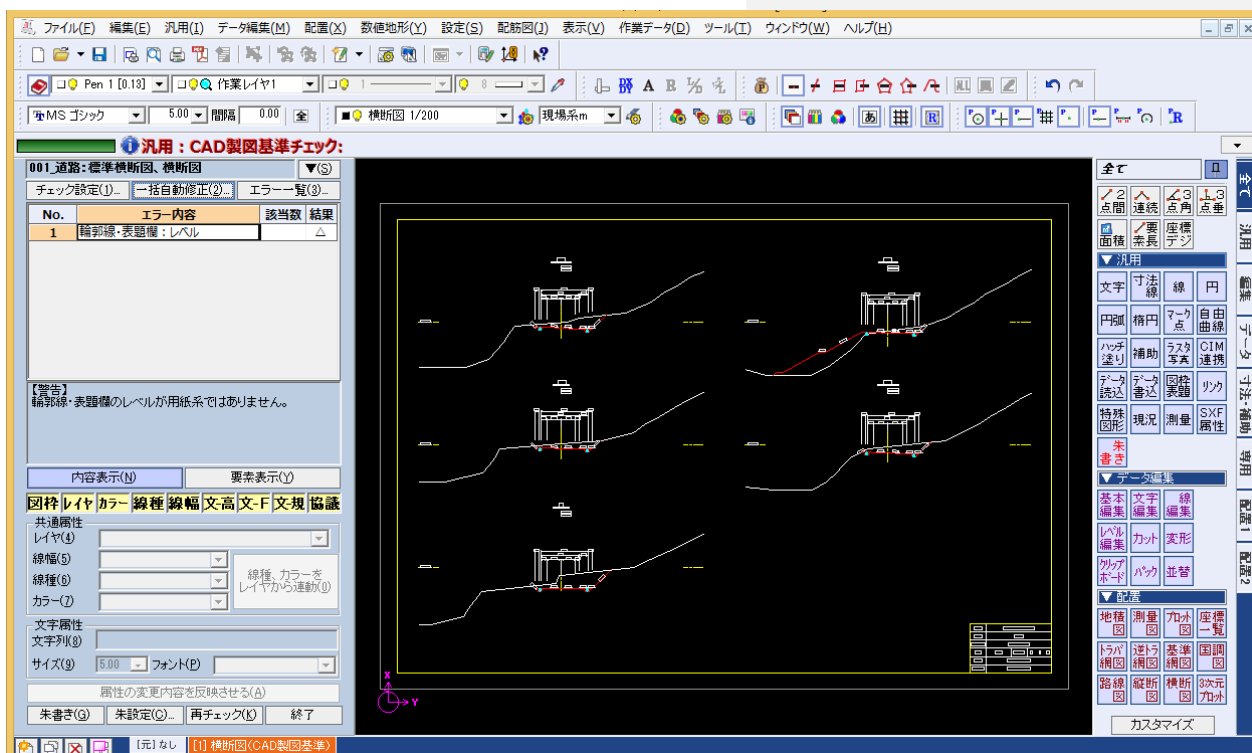 ファイル(F) 編集(E) 汎用(I) データ編集(M) 配置(X) 数値地形(Y) 設定(S) 配筋図(J) 表示(V) 作業データ(D) ツール(T) ウィンドウ(W) ヘルプ(H)
Pen 1 [0.13] 作業レイヤ1 1 8
MS ゴシック 5.00 間隔 0.00 全 横断図 1/200 現場系m
汎用：CAD製図基準チェック:
001_道路:標準横断図、横断図 ▼(S)
チェック設定(1)... 一括自動修正(2)... エラー一覧(3)...
No. エラー内容 該当数 結果
1 輪郭線・表題欄：レベル △
【警告】
輪郭線・表題欄のレベルが用紙系ではありません。
内容表示(N) 要素表示(Y)
図枠 レイヤ カラー 線種 線幅 文-高 文-F 文-規 協議
共通属性
レイヤ(4)
線幅(5)
線種(6)
カラー(7)
線種、カラーを
レイヤから連動(0)
文字属性
文字列(8)
サイズ(9) 5.00 フォント(P)
属性の変更内容を反映させる(A)
朱書き(G) 朱設定(C)... 再チェック(K) 終了
[元] なし [1] 横断図(CAD製図基準)
X
Y
全て
2点間 連続 3点角 3点垂
面積 要素長 座標デジ
▼ 汎用
文字 寸法線 線 円
円弧 楕円 マーク点 自由曲線
ハッチ塗り 補助 ラスタ写真 CIM連携
データ読込 データ書込 図枠表題 リンク
特殊図形 現況 測量 SXF属性
朱書き
▼ データ編集
基本編集 文字編集 線編集
レベル編集 カット 変形
クリップボード パック 並替
▼ 配置
地積図 測量図 プロット図 座標一覧
トラバ網図 逆トラ網図 基準網図 国調図
路線図 縦断図 横断図 3次元プロット
カスタマイズ
全て
汎用
編集
データ
寸法・補助
専用
配置1
配置2